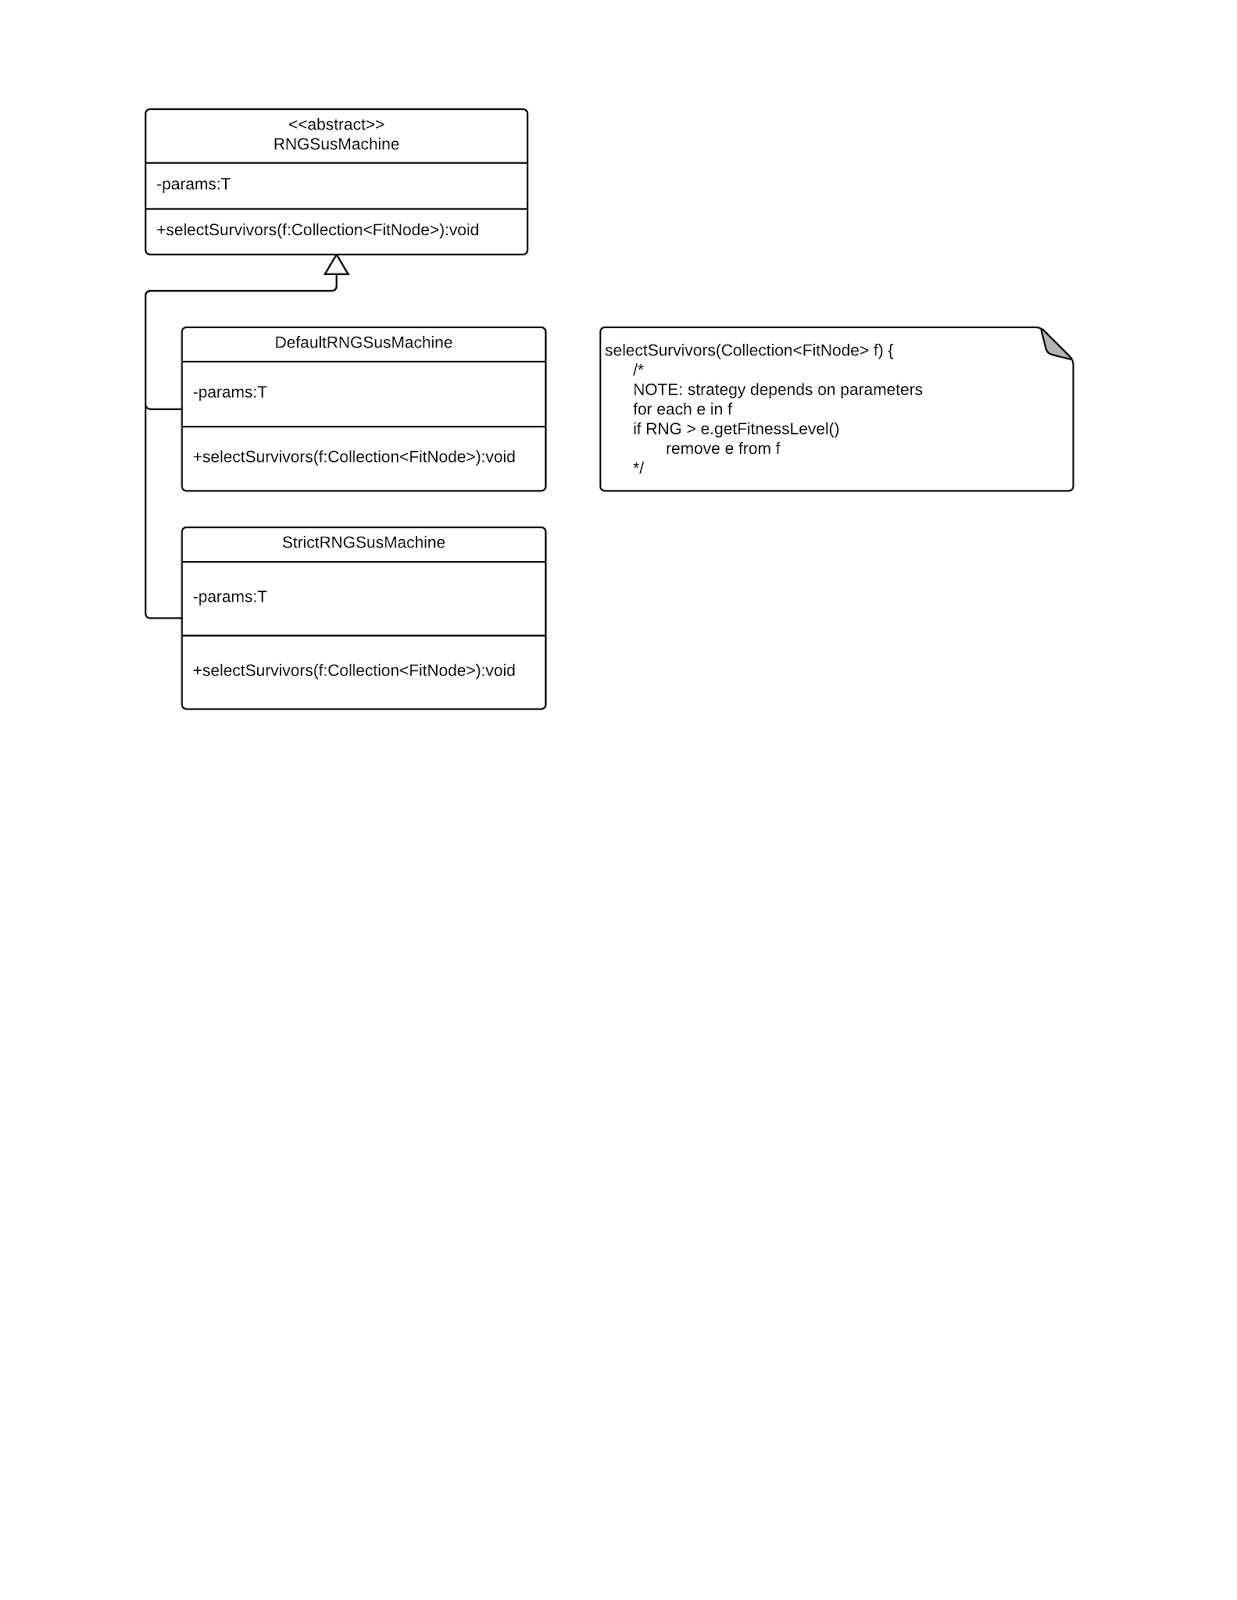 <<abstract>>
RNGSusMachine
-params:T
+selectSurvivors(f:Collection<FitNode>):void
DefaultRNGSusMachine
-params:T
+selectSurvivors(f:Collection<FitNode>):void
selectSurvivors(Collection<FitNode> f) {
/*
NOTE: strategy depends on parameters
for each e in f
if RNG > e.getFitnessLevel()
remove e from f
*/
StrictRNGSusMachine
-params:T
+selectSurvivors(f:Collection<FitNode>):void